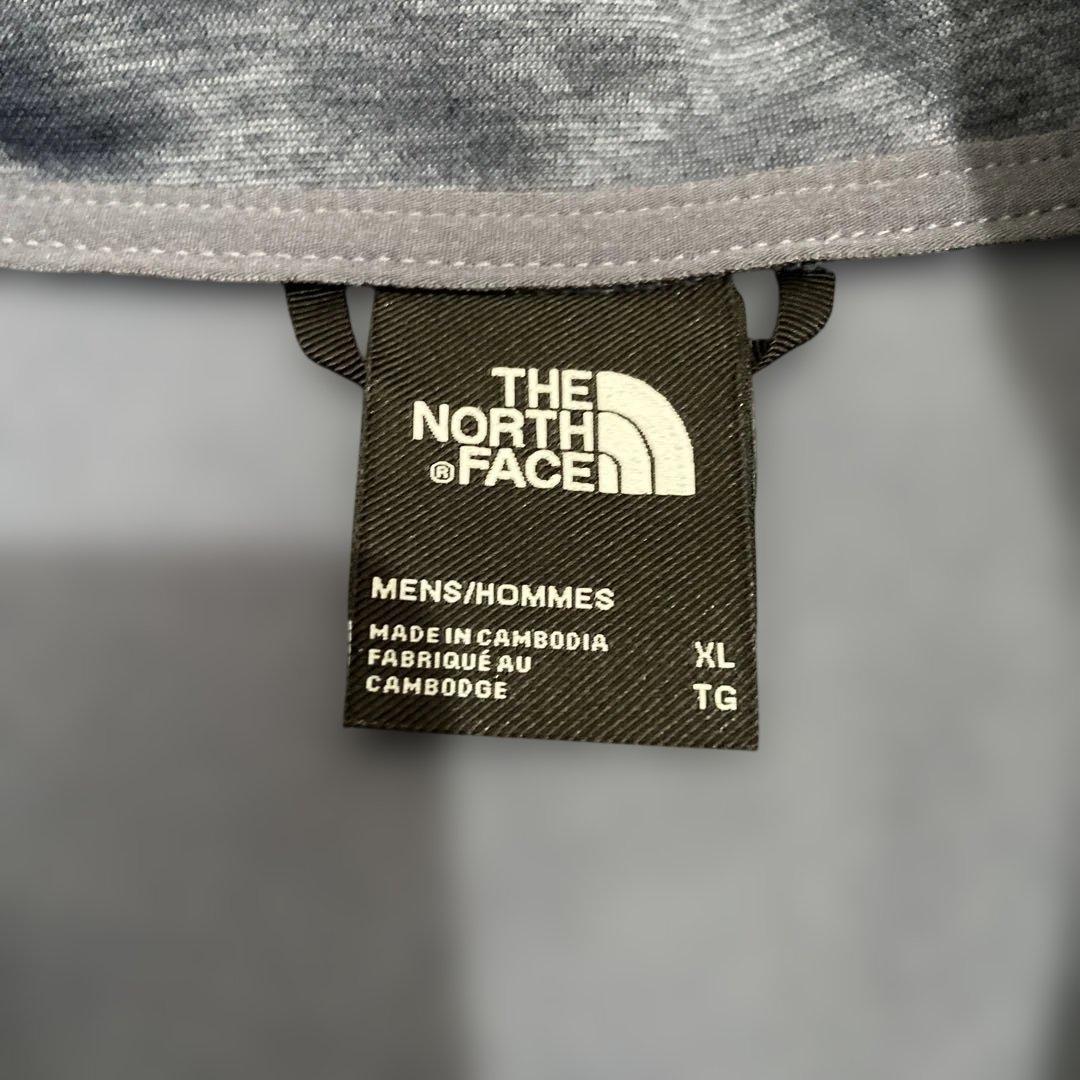 THE
NORTH
®FACE
MENS/HOMMES
MADE IN CAMBODIA
FABRIQUÉ AU
CAMBODGE
XL
TG